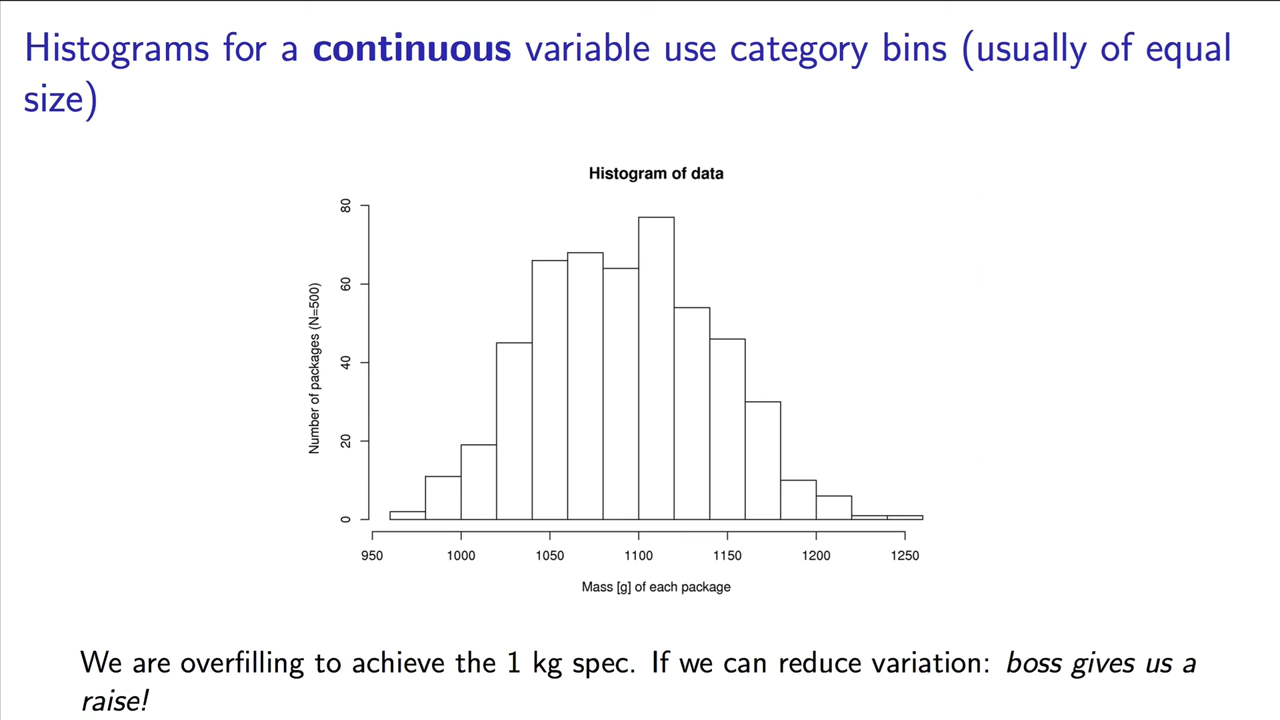 Histograms for a continuous variable use category bins (usually of equal
size)
Histogram of data
Number of packages (N=500)
80
60
40
20
0
950 1000 1050 1100 1150 1200 1250
Mass [g] of each package
We are overfilling to achieve the 1 kg spec. If we can reduce variation: boss gives us a
raise!